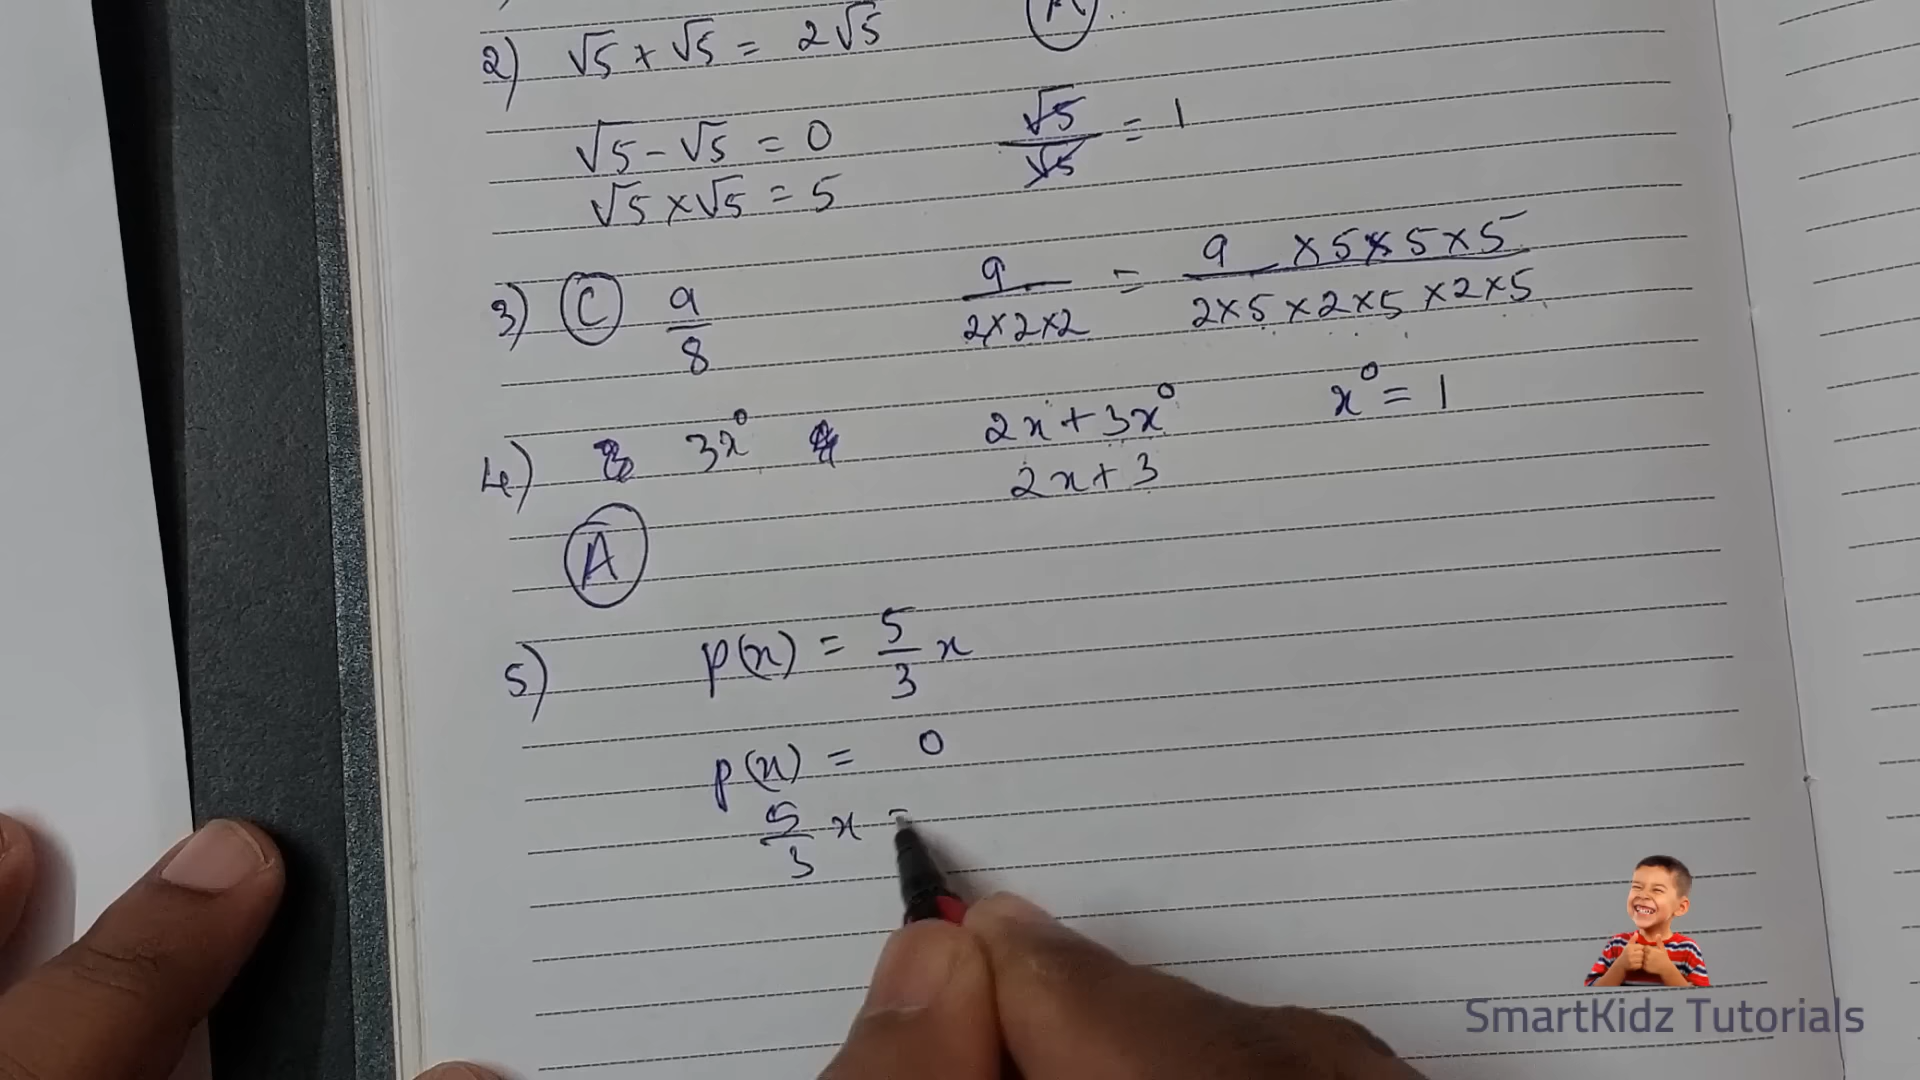 2) √5 + √5 = 2√5 A
√5 - √5 = 0 √5/√5 = 1
√5 × √5 = 5
3) C 9/8 9/(2×2×2) = (9 ×5×5×5)/(2×5×2×5×2×5)
4) 3x⁰ 2x + 3x⁰ x⁰ = 1
2x + 3
A
5) p(x) = 5/3 x
p(x) = 0
5/3 x =
SmartKidz Tutorials